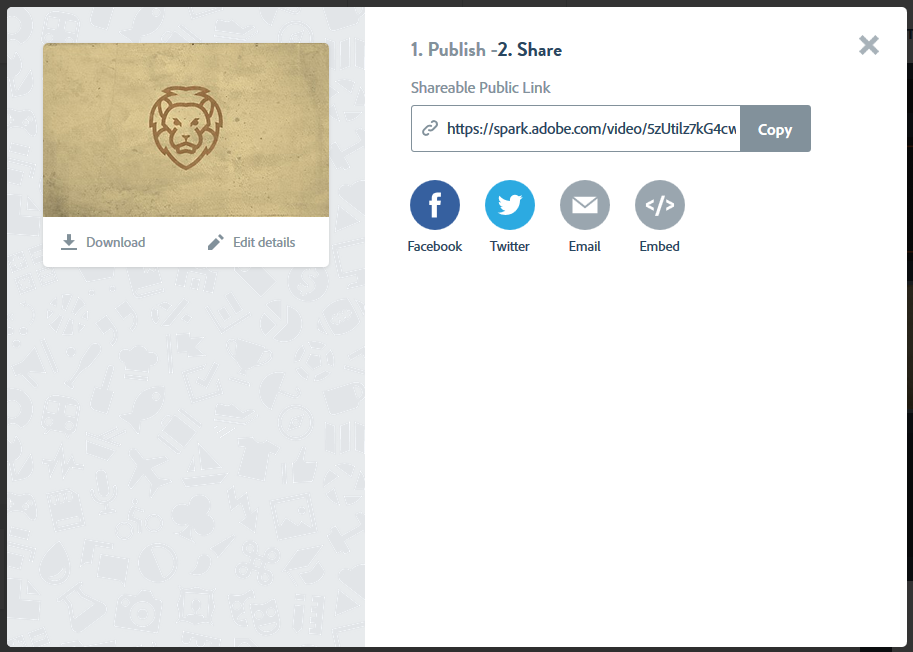 1. Publish -2. Share
Shareable Public Link
https://spark.adobe.com/video/5zUtilz7kG4cw
Copy
Facebook
Twitter
Email
Embed
Download
Edit details